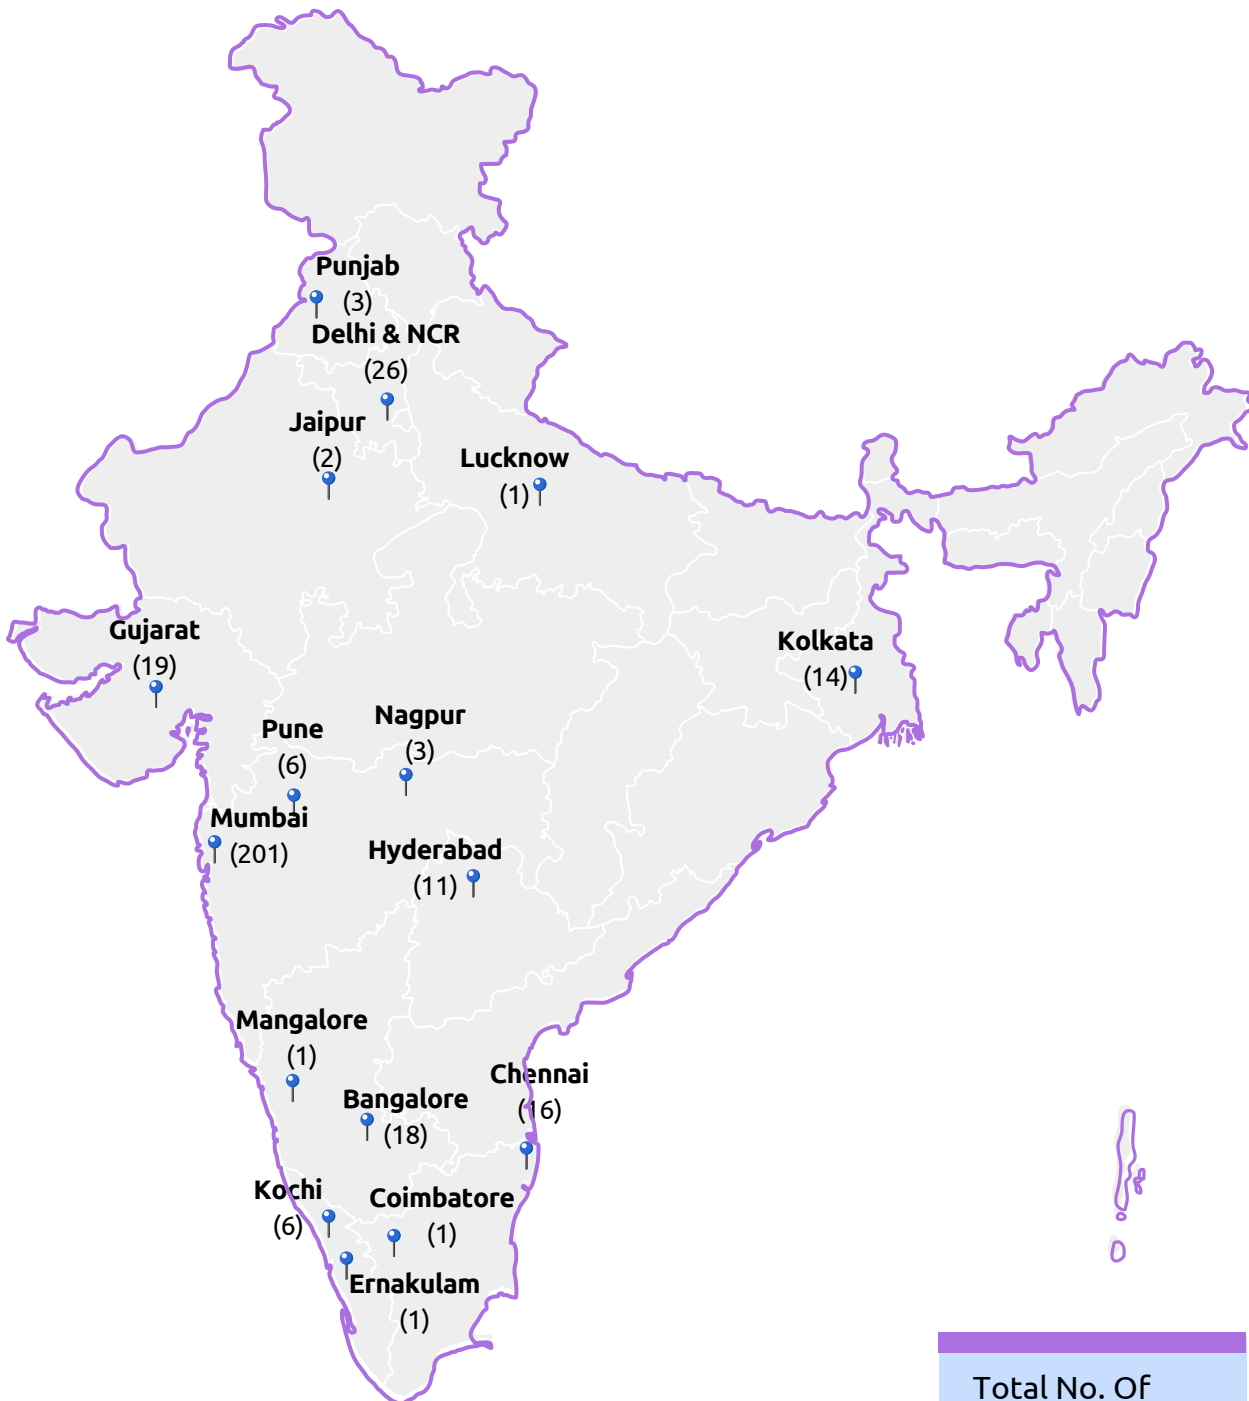 Punjab
(3)
Delhi & NCR
(26)
Jaipur
(2)
Lucknow
(1)
Gujarat
(19)
Kolkata
(14)
Nagpur
(3)
Pune
(6)
Mumbai
(201)
Hyderabad
(11)
Mangalore
(1)
Chennai
(16)
Bangalore
(18)
Kochi
(6)
Coimbatore
(1)
Ernakulam
(1)
Total No. Of